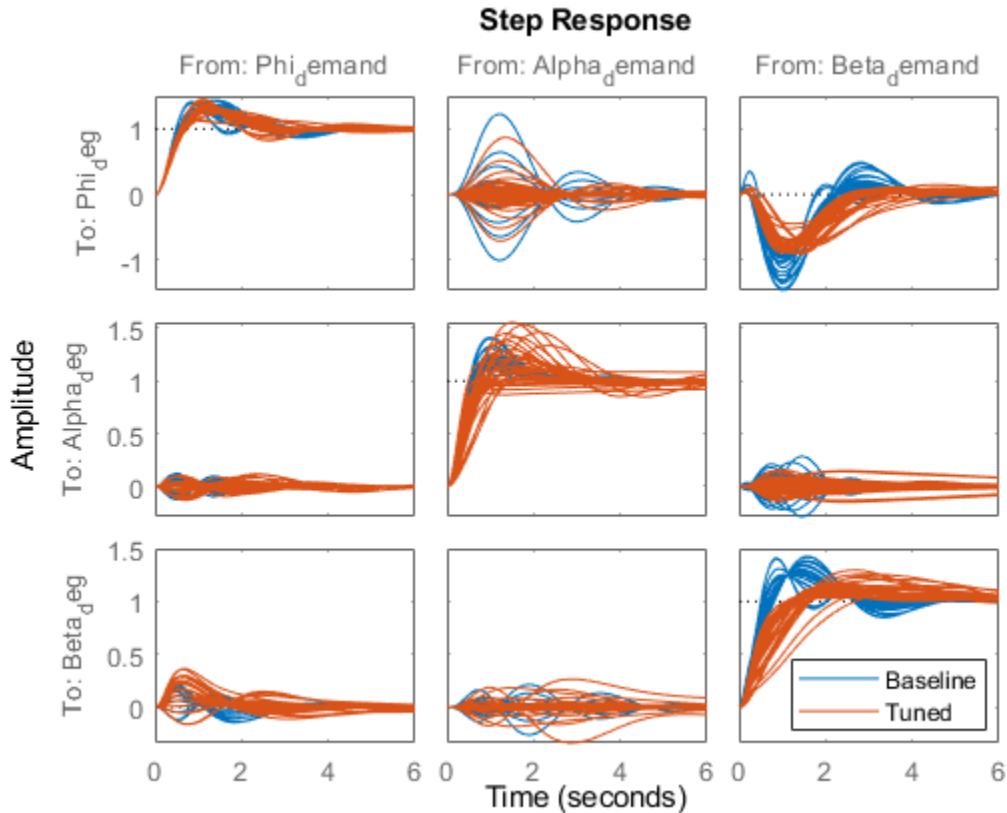 Step Response
From: Phi_demand
From: Alpha_demand
From: Beta_demand
To: Phi_deg
1
0
-1
To: Alpha_deg
1.5
1
0.5
0
To: Beta_deg
1.5
1
0.5
0
Amplitude
Baseline
Tuned
0 2 4 6
0 2 4 6
0 2 4 6
Time (seconds)